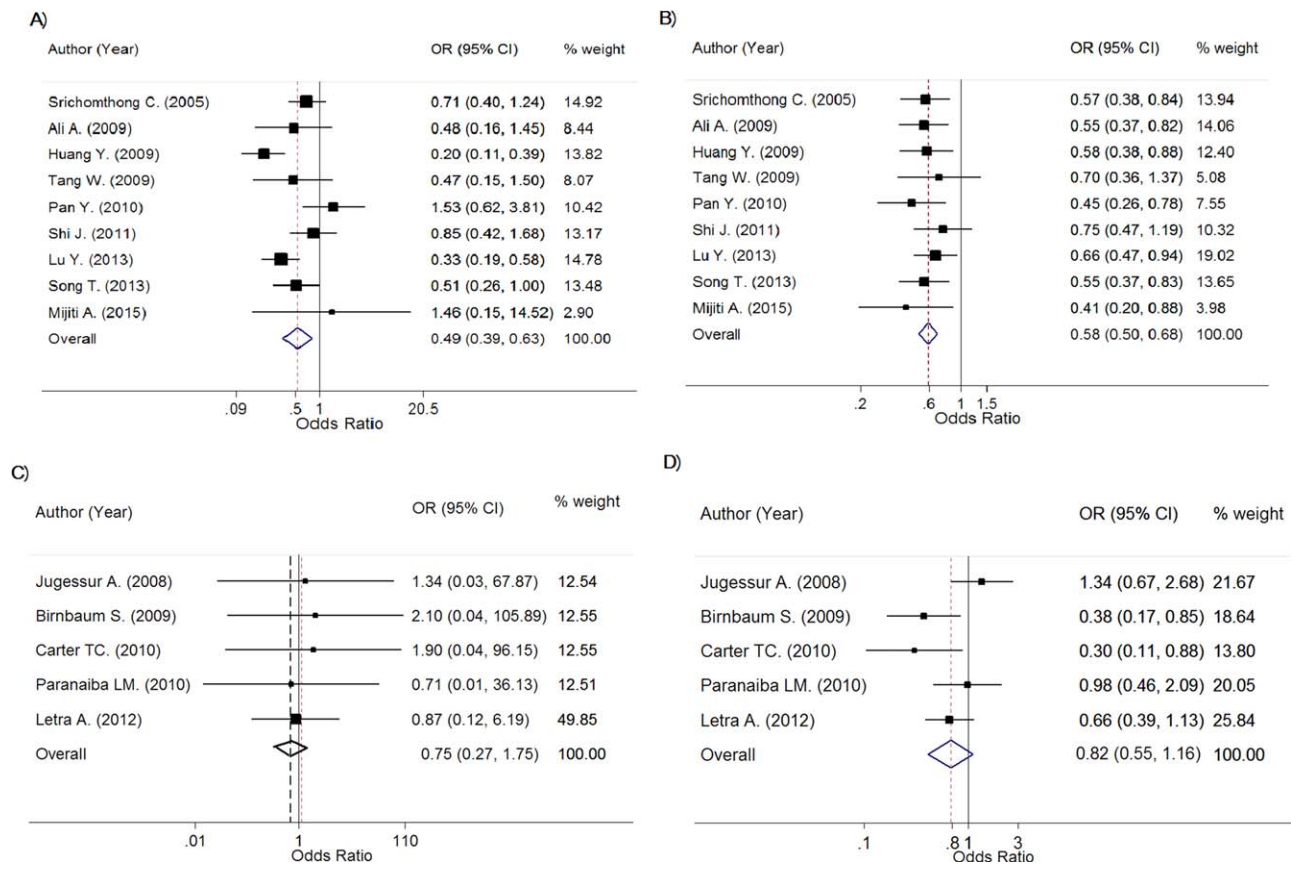 A)
Author (Year) OR (95% CI) % weight
Srichomthong C. (2005) 0.71 (0.40, 1.24) 14.92
Ali A. (2009) 0.48 (0.16, 1.45) 8.44
Huang Y. (2009) 0.20 (0.11, 0.39) 13.82
Tang W. (2009) 0.47 (0.15, 1.50) 8.07
Pan Y. (2010) 1.53 (0.62, 3.81) 10.42
Shi J. (2011) 0.85 (0.42, 1.68) 13.17
Lu Y. (2013) 0.33 (0.19, 0.58) 14.78
Song T. (2013) 0.51 (0.26, 1.00) 13.48
Mijiti A. (2015) 1.46 (0.15, 14.52) 2.90
Overall 0.49 (0.39, 0.63) 100.00
.09 .5 1 20.5
Odds Ratio
B)
Author (Year) OR (95% CI) % weight
Srichomthong C. (2005) 0.57 (0.38, 0.84) 13.94
Ali A. (2009) 0.55 (0.37, 0.82) 14.06
Huang Y. (2009) 0.58 (0.38, 0.88) 12.40
Tang W. (2009) 0.70 (0.36, 1.37) 5.08
Pan Y. (2010) 0.45 (0.26, 0.78) 7.55
Shi J. (2011) 0.75 (0.47, 1.19) 10.32
Lu Y. (2013) 0.66 (0.47, 0.94) 19.02
Song T. (2013) 0.55 (0.37, 0.83) 13.65
Mijiti A. (2015) 0.41 (0.20, 0.88) 3.98
Overall 0.58 (0.50, 0.68) 100.00
.2 .6 1 1.5
Odds Ratio
C)
Author (Year) OR (95% CI) % weight
Jugessur A. (2008) 1.34 (0.03, 67.87) 12.54
Birnbaum S. (2009) 2.10 (0.04, 105.89) 12.55
Carter TC. (2010) 1.90 (0.04, 96.15) 12.55
Paranaiba LM. (2010) 0.71 (0.01, 36.13) 12.51
Letra A. (2012) 0.87 (0.12, 6.19) 49.85
Overall 0.75 (0.27, 1.75) 100.00
.01 1 110
Odds Ratio
D)
Author (Year) OR (95% CI) % weight
Jugessur A. (2008) 1.34 (0.67, 2.68) 21.67
Birnbaum S. (2009) 0.38 (0.17, 0.85) 18.64
Carter TC. (2010) 0.30 (0.11, 0.88) 13.80
Paranaiba LM. (2010) 0.98 (0.46, 2.09) 20.05
Letra A. (2012) 0.66 (0.39, 1.13) 25.84
Overall 0.82 (0.55, 1.16) 100.00
.1 .8 1 3
Odds Ratio